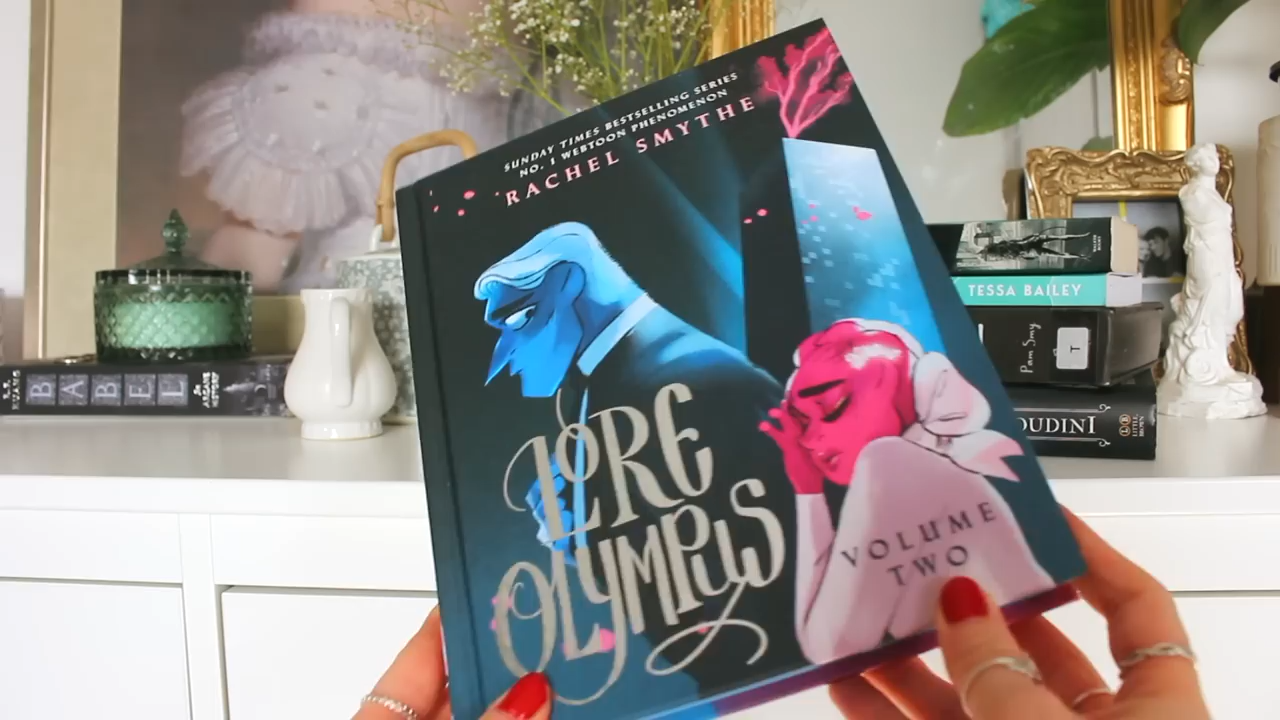 SUNDAY TIMES BESTSELLING SERIES
NO. 1 WEBTOON PHENOMENON
RACHEL SMYTHE
LORE
OLYMPUS
VOLUME
TWO
BABEL
TESSA BAILEY
Pam Smy
T
OUDINI